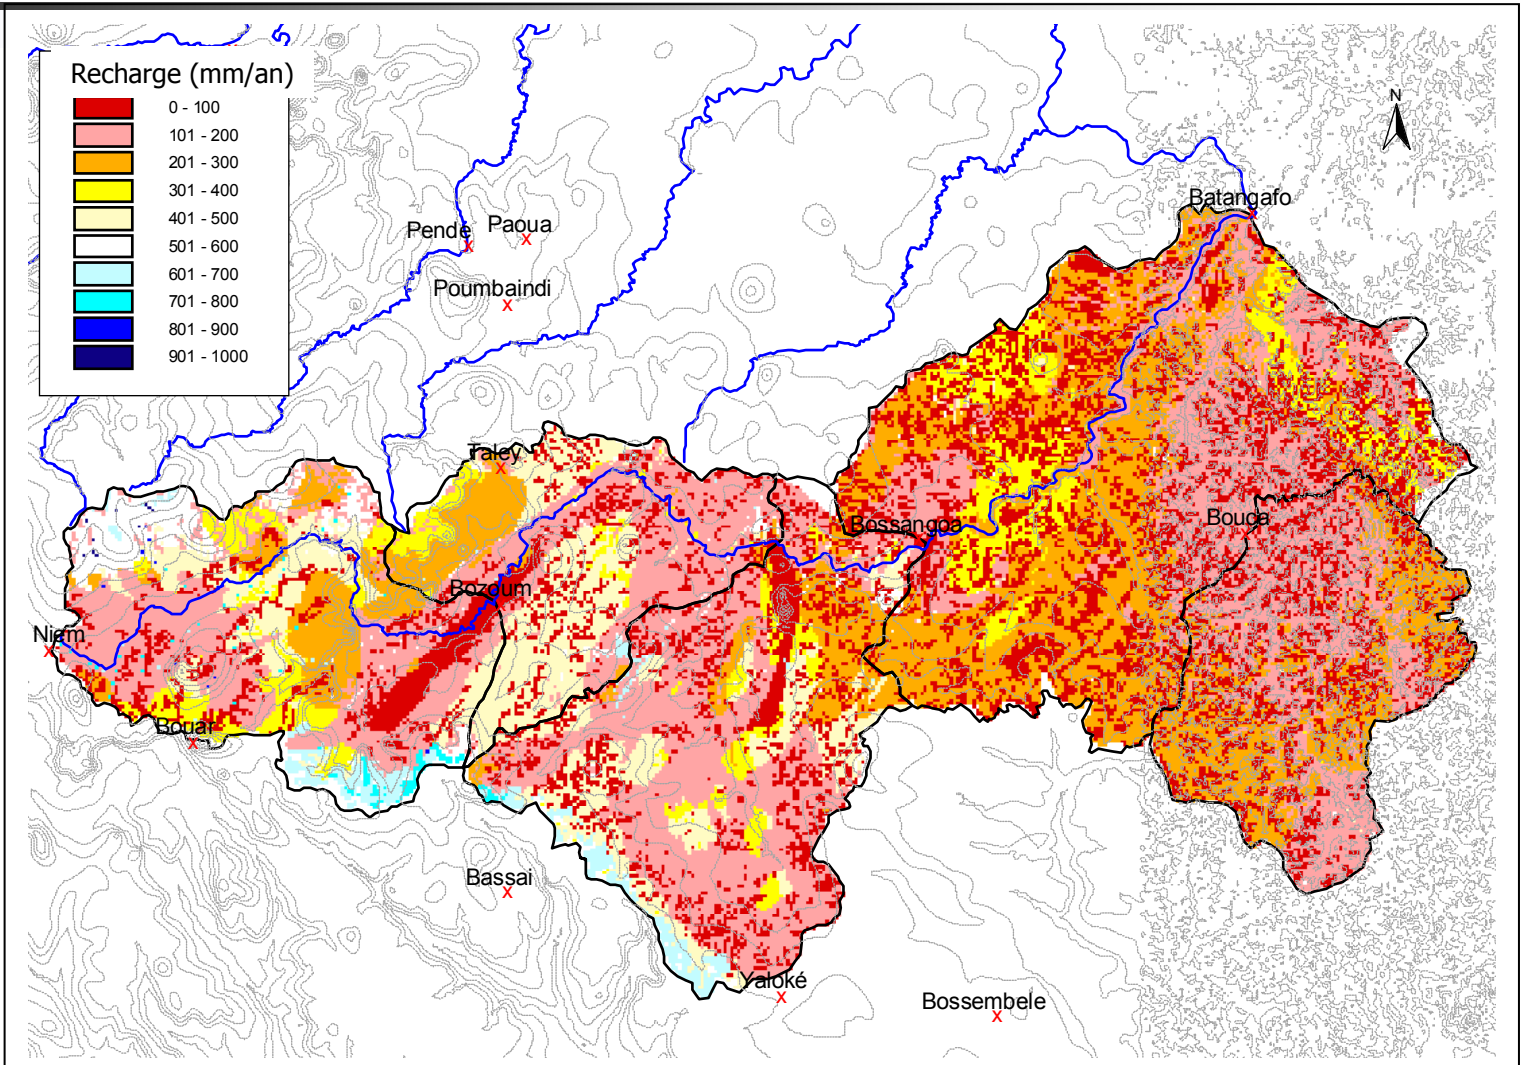 Recharge (mm/an)
0 - 100
101 - 200
201 - 300
301 - 400
401 - 500
501 - 600
601 - 700
701 - 800
801 - 900
901 - 1000
N
Batangafo
Pende
Paoua
Poumbaindi
Taley
Bossangoa
Bouca
Bozoum
Niem
Bouar
Bassai
Yaloké
Bossembele